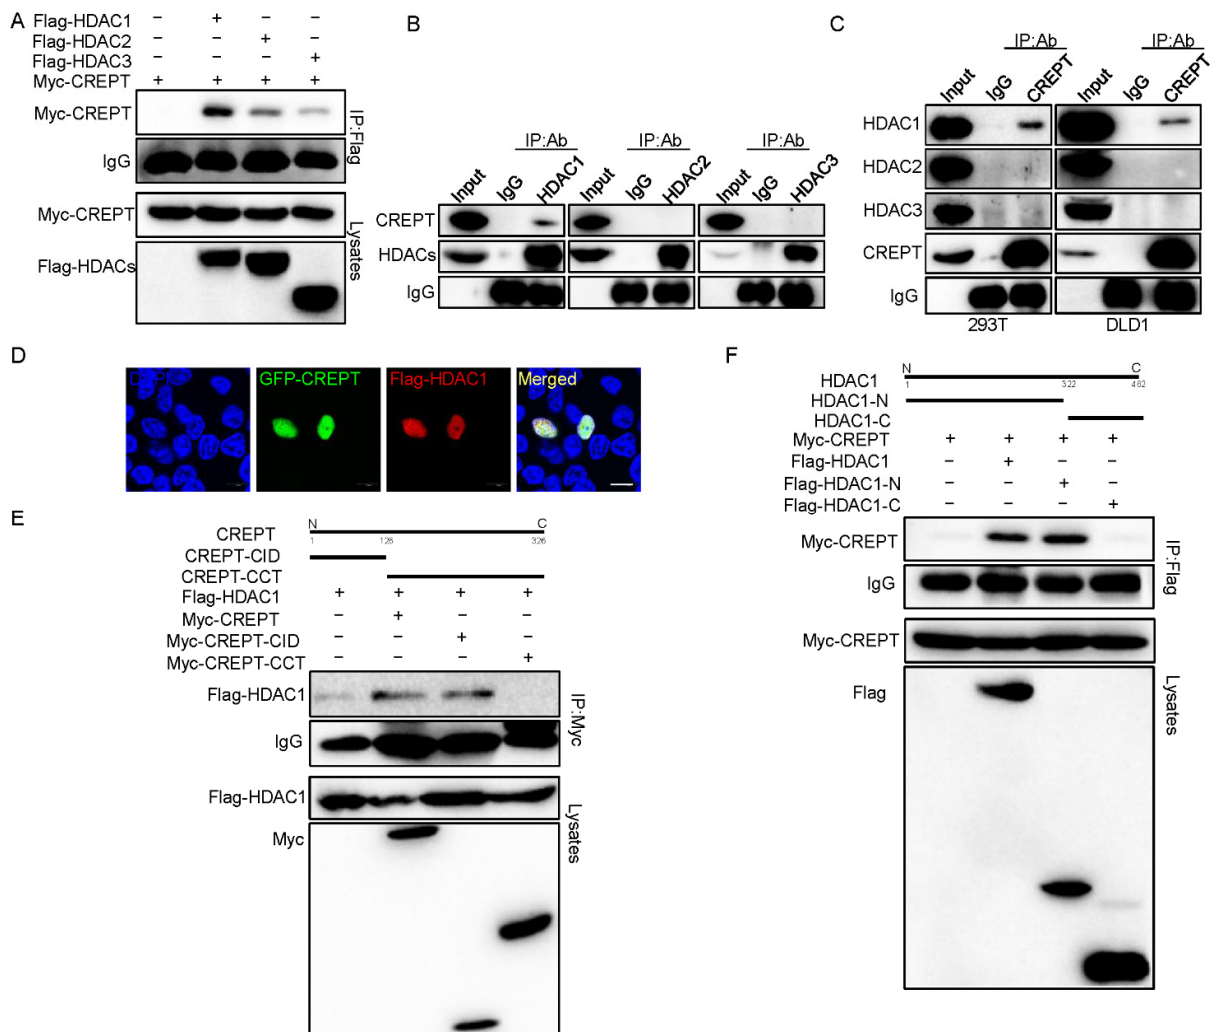 A
Flag-HDAC1 – + – –
Flag-HDAC2 – – + –
Flag-HDAC3 – – – +
Myc-CREPT + + + +
Myc-CREPT
IgG
IP:Flag
Myc-CREPT
Flag-HDACs
Lysates
B
IP:Ab IP:Ab IP:Ab
Input IgG HDAC1 Input IgG HDAC2 Input IgG HDAC3
CREPT
HDACs
IgG
C
IP:Ab IP:Ab
Input IgG CREPT Input IgG CREPT
HDAC1
HDAC2
HDAC3
CREPT
IgG
293T DLD1
D
GFP-CREPT Flag-HDAC1 Merged
E
N C
CREPT
1 126 326
CREPT-CID
CREPT-CCT
Flag-HDAC1 + + + +
Myc-CREPT – + – –
Myc-CREPT-CID – – + –
Myc-CREPT-CCT – – – +
Flag-HDAC1
IgG
IP:Myc
Flag-HDAC1
Myc
Lysates
F
N C
HDAC1
1 322 482
HDAC1-N
HDAC1-C
Myc-CREPT + + + +
Flag-HDAC1 – + – –
Flag-HDAC1-N – – + –
Flag-HDAC1-C – – – +
Myc-CREPT
IgG
IP:Flag
Myc-CREPT
Flag
Lysates